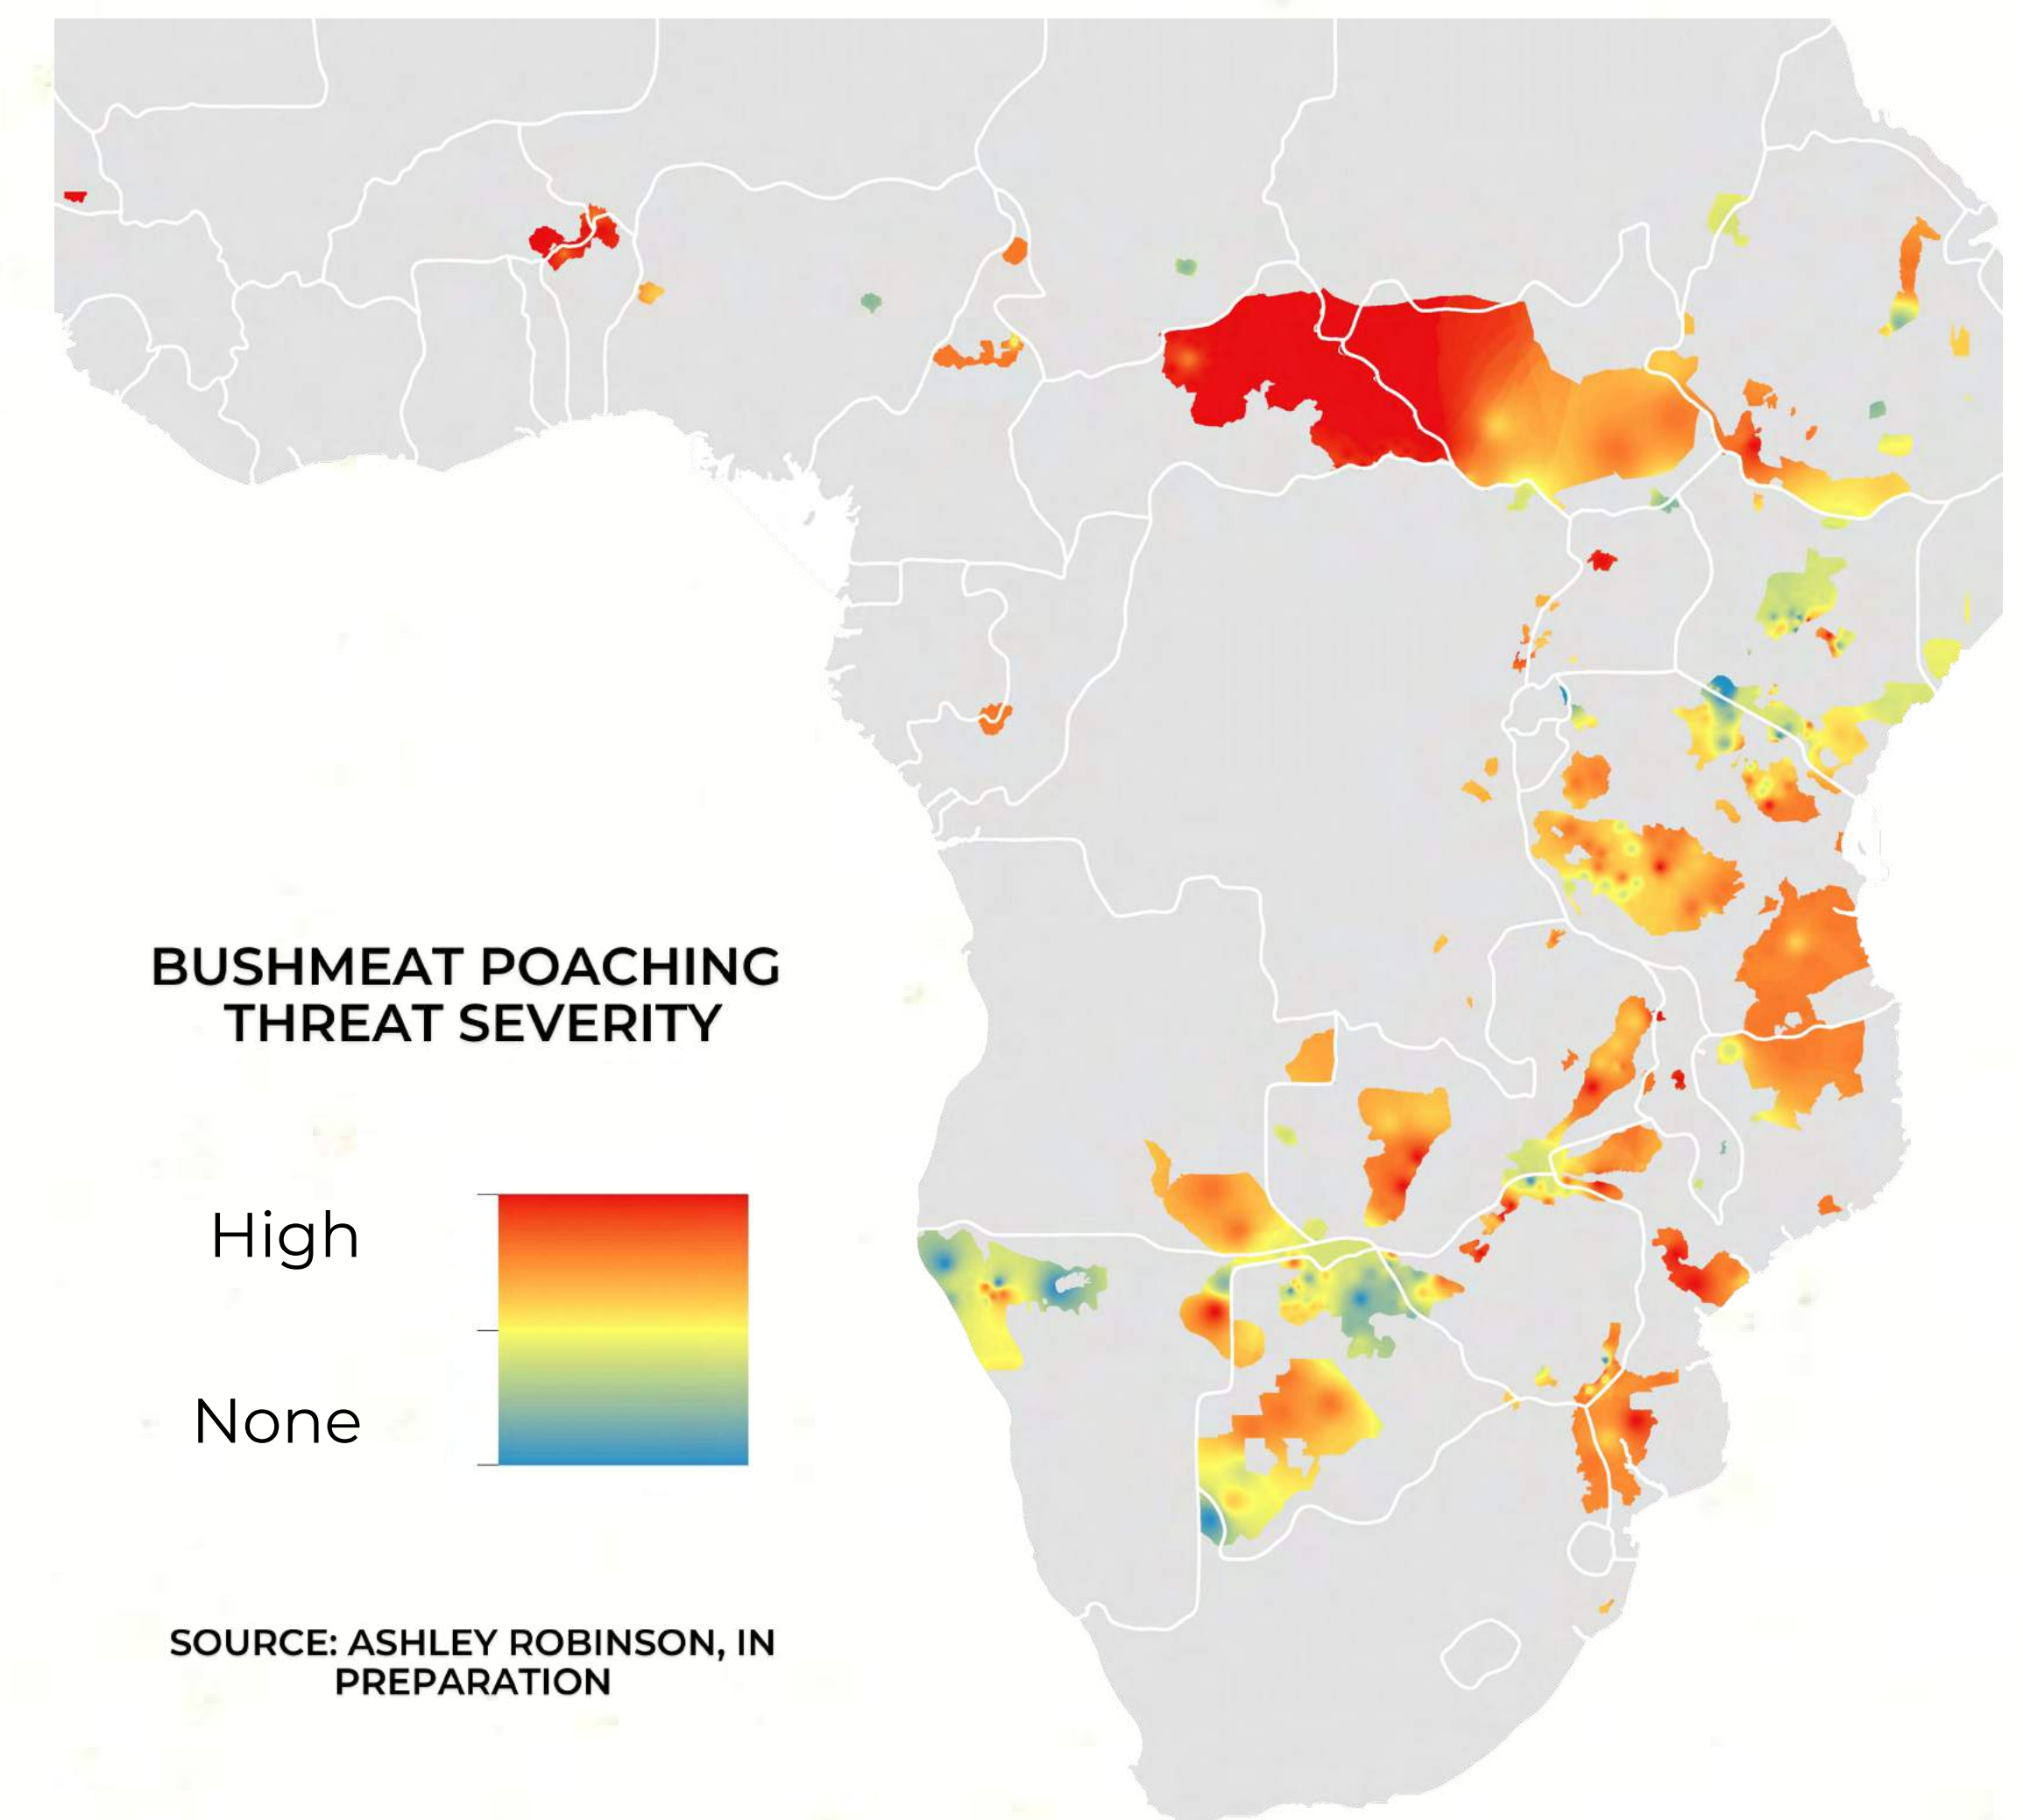 BUSHMEAT POACHING
THREAT SEVERITY
High
None
SOURCE: ASHLEY ROBINSON, IN
PREPARATION